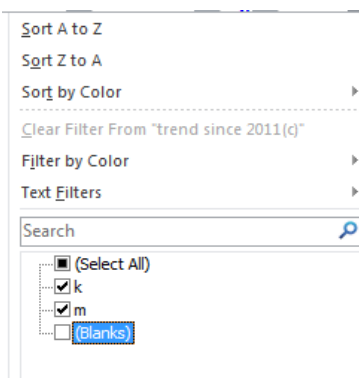 Sort A to Z
Sort Z to A
Sort by Color
Clear Filter From "trend since 2011(c)"
Filter by Color
Text Filters
Search
(Select All)
k
m
(Blanks)